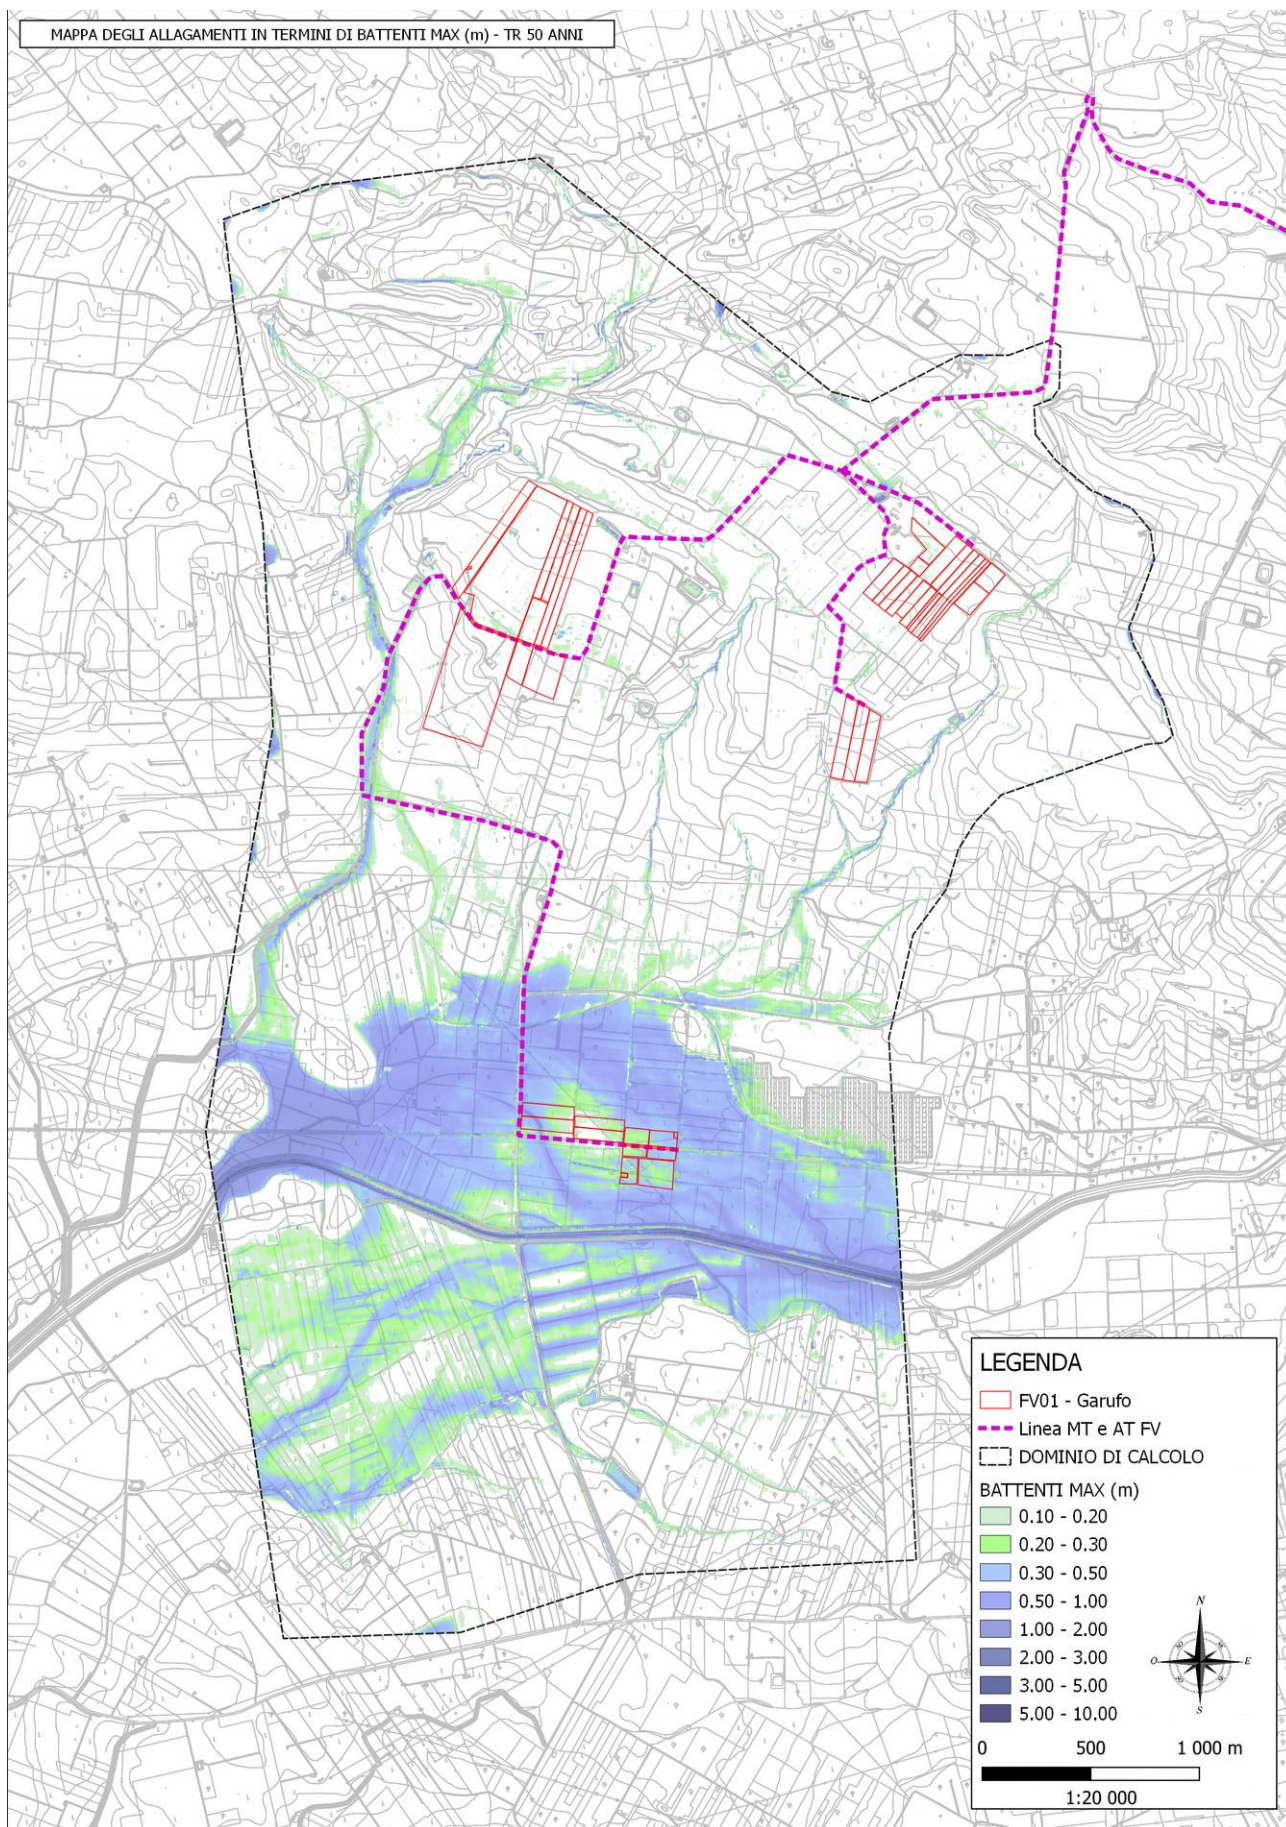 MAPPA DEGLI ALLAGAMENTI IN TERMINI DI BATTENTI MAX (m) - TR 50 ANNI
LEGENDA
FV01 - Garufo
Linea MT e AT FV
DOMINIO DI CALCOLO
BATTENTI MAX (m)
0.10 - 0.20
0.20 - 0.30
0.30 - 0.50
0.50 - 1.00
1.00 - 2.00
2.00 - 3.00
3.00 - 5.00
5.00 - 10.00
N
O
E
S
0 500 1 000 m
1:20 000